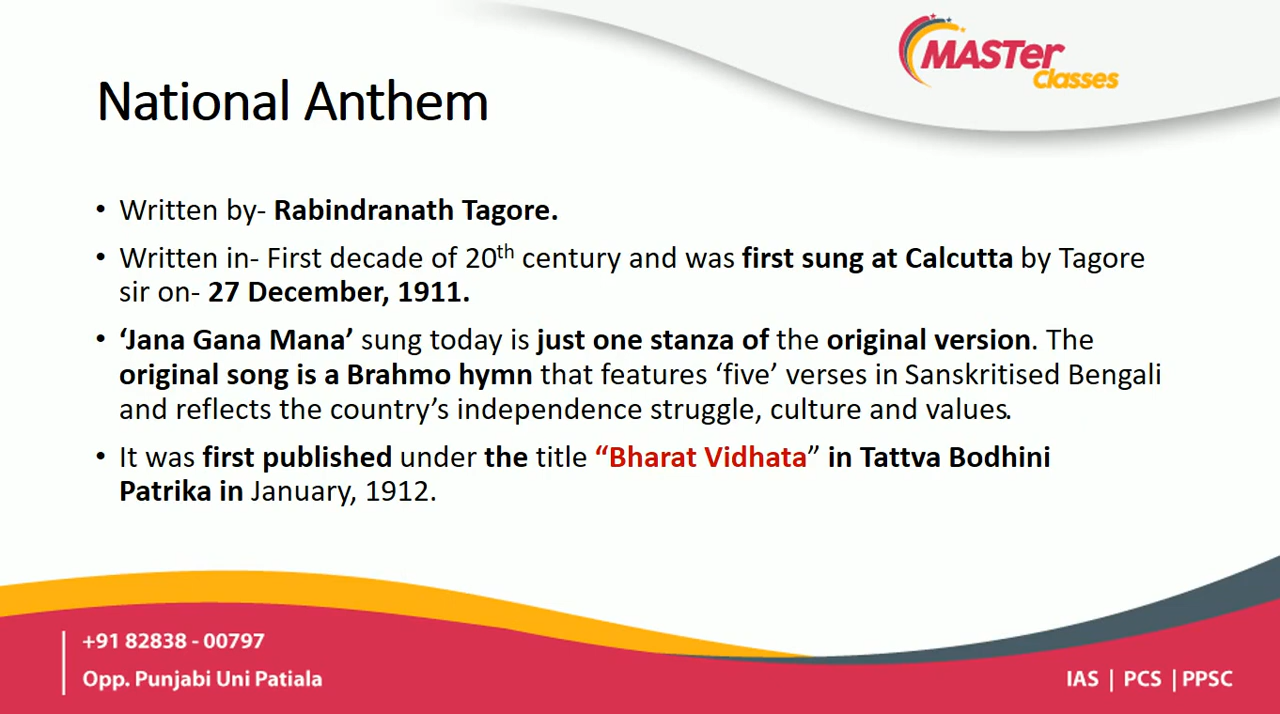 MASTer
Classes
National Anthem
• Written by- Rabindranath Tagore.
• Written in- First decade of 20th century and was first sung at Calcutta by Tagore
sir on- 27 December, 1911.
• ‘Jana Gana Mana’ sung today is just one stanza of the original version. The
original song is a Brahmo hymn that features ‘five’ verses in Sanskritised Bengali
and reflects the country’s independence struggle, culture and values.
• It was first published under the title “Bharat Vidhata” in Tattva Bodhini
Patrika in January, 1912.
+91 82838 - 00797
Opp. Punjabi Uni Patiala
IAS | PCS | PPSC